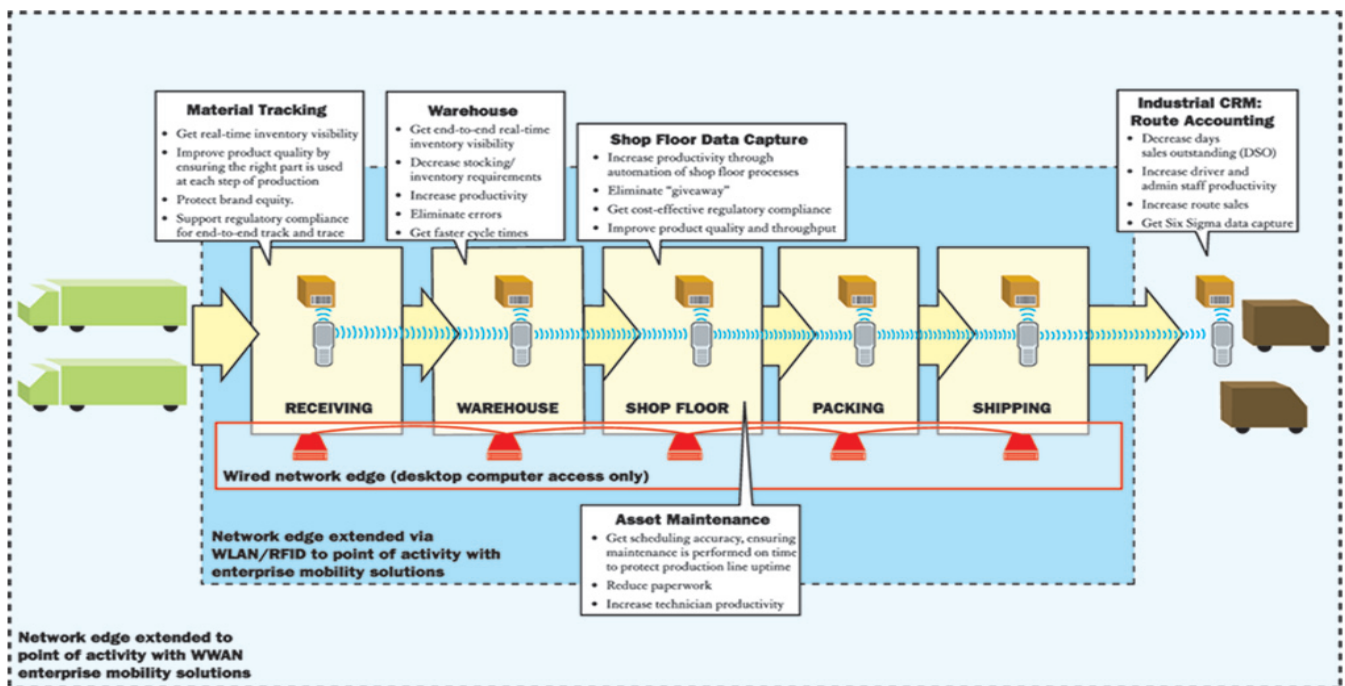 Material Tracking
• Get real-time inventory visibility
• Improve product quality by
ensuring the right part is used
at each step of production
• Protect brand equity.
• Support regulatory compliance
for end-to-end track and trace
Warehouse
• Get end-to-end real-time
inventory visibility
• Decrease stocking/
inventory requirements
• Increase productivity
• Eliminate errors
• Get faster cycle times
Shop Floor Data Capture
• Increase productivity through
automation of shop floor processes
• Eliminate “giveaway”
• Get cost-effective regulatory compliance
• Improve product quality and throughput
Industrial CRM:
Route Accounting
• Decrease days
sales outstanding (DSO)
• Increase driver and
admin staff productivity
• Increase route sales
• Get Six Sigma data capture
RECEIVING
WAREHOUSE
SHOP FLOOR
PACKING
SHIPPING
Wired network edge (desktop computer access only)
Asset Maintenance
• Get scheduling accuracy, ensuring
maintenance is performed on time
to protect production line uptime
• Reduce paperwork
• Increase technician productivity
Network edge extended via
WLAN/RFID to point of activity with
enterprise mobility solutions
Network edge extended to
point of activity with WWAN
enterprise mobility solutions